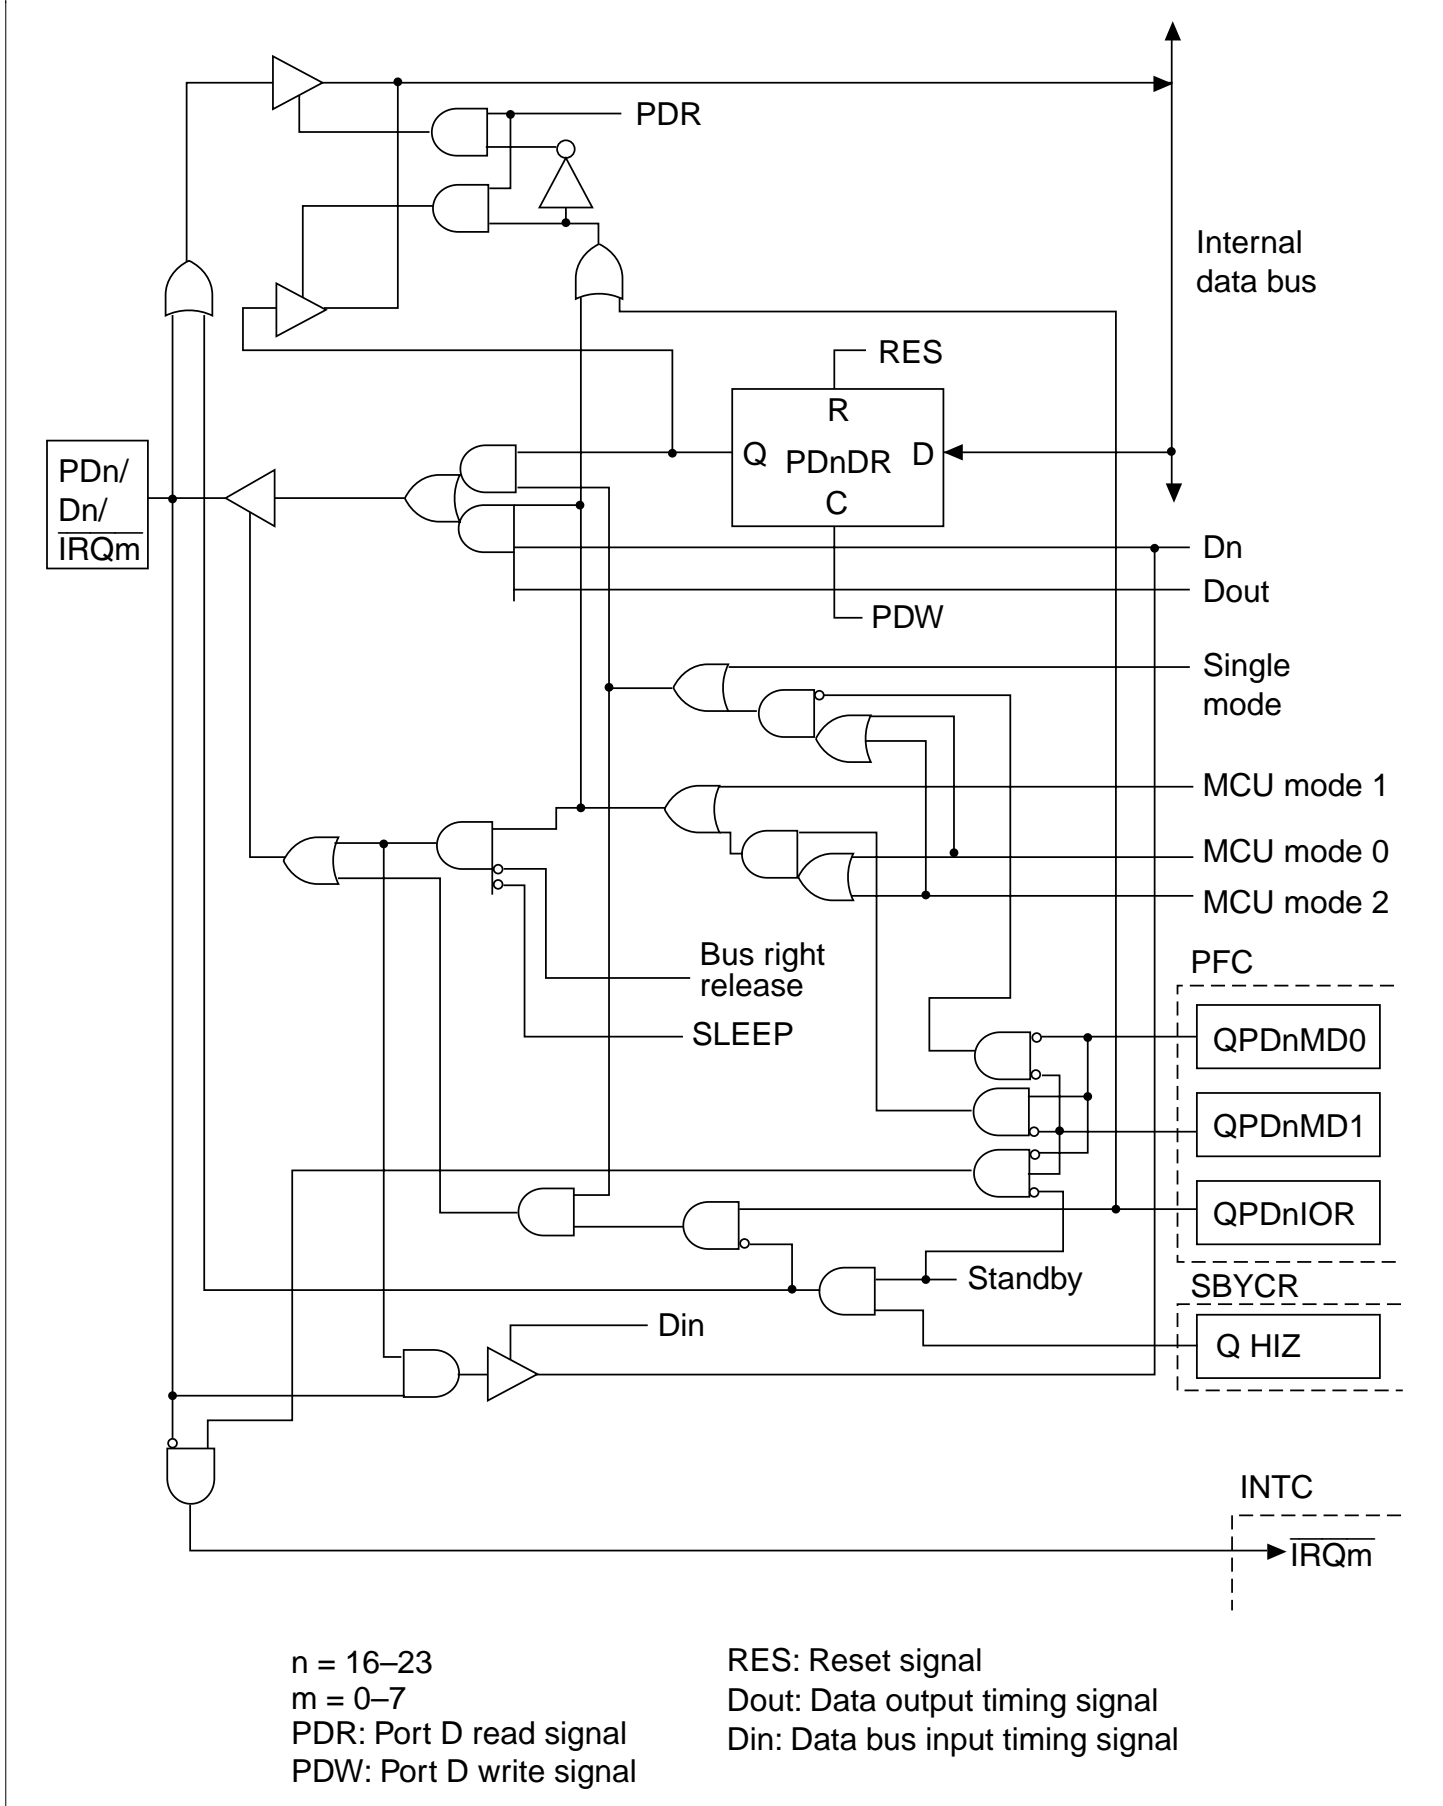 PDR
Internal
data bus
RES
R
Q
PDnDR
D
C
PDn/
Dn/
IRQm
Dn
Dout
PDW
Single
mode
MCU mode 1
MCU mode 0
MCU mode 2
Bus right
release
PFC
SLEEP
QPDnMD0
QPDnMD1
QPDnIOR
Standby
SBYCR
Din
Q HIZ
INTC
IRQm
n = 16–23
m = 0–7
PDR: Port D read signal
PDW: Port D write signal
RES: Reset signal
Dout: Data output timing signal
Din: Data bus input timing signal